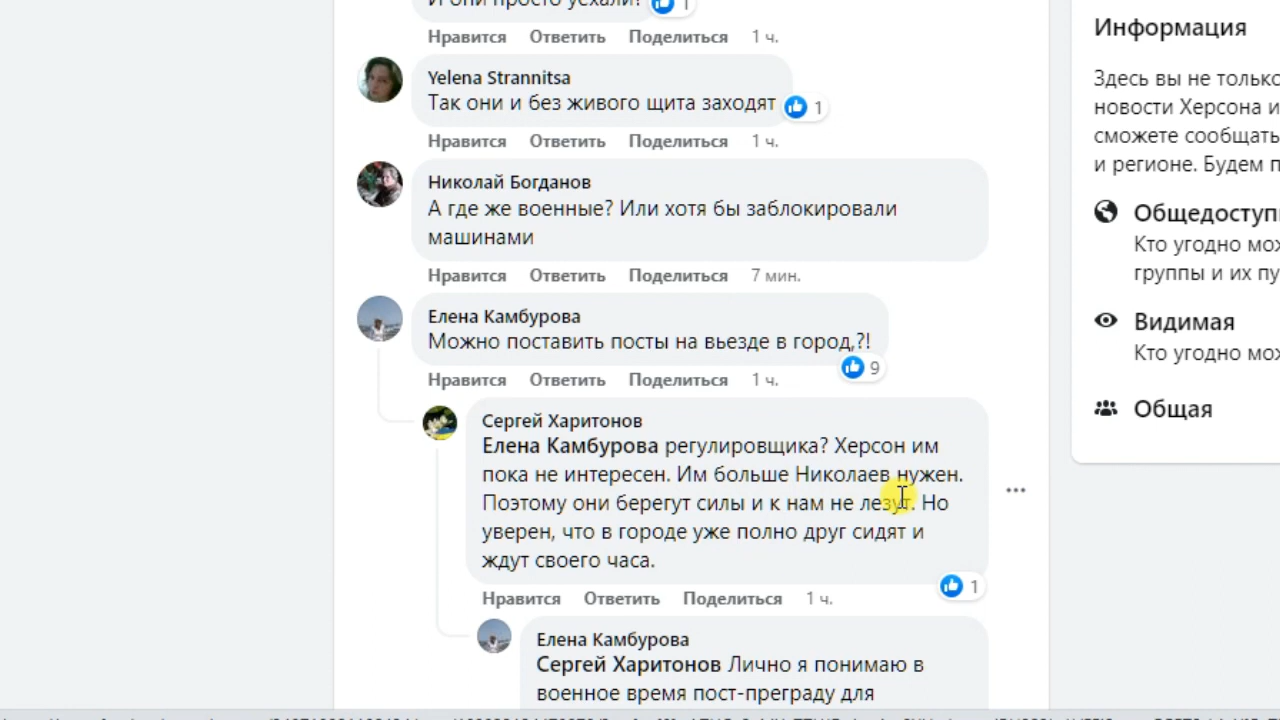 И они просто уехали! 1
Нравится Ответить Поделиться 1 ч.
Yelena Strannitsa
Так они и без живого щита заходят 1
Нравится Ответить Поделиться 1 ч.
Николай Богданов
А где же военные? Или хотя бы заблокировали
машинами
Нравится Ответить Поделиться 7 мин.
Елена Камбурова
Можно поставить посты на вьезде в город,?!
9
Нравится Ответить Поделиться 1 ч.
Сергей Харитонов
Елена Камбурова регулировщика? Херсон им
пока не интересен. Им больше Николаев нужен.
Поэтому они берегут силы и к нам не лезут. Но
уверен, что в городе уже полно друг сидят и
ждут своего часа.
1
Нравится Ответить Поделиться 1 ч.
Елена Камбурова
Сергей Харитонов Лично я понимаю в
военное время пост-преграду для
Информация
Здесь вы не только
новости Херсона и
сможете сообщать
и регионе. Будем п
Общедоступн
Кто угодно мож
группы и их пу
Видимая
Кто угодно мож
Общая